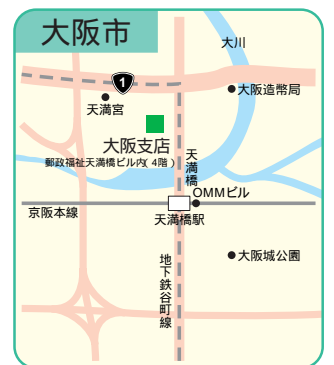 大阪市
大川
1
大阪造幣局
天満宮
大阪支店
郵政福祉天満橋ビル内(4階)
天満橋
OMMビル
京阪本線
天満橋駅
大阪城公園
地下鉄谷町線